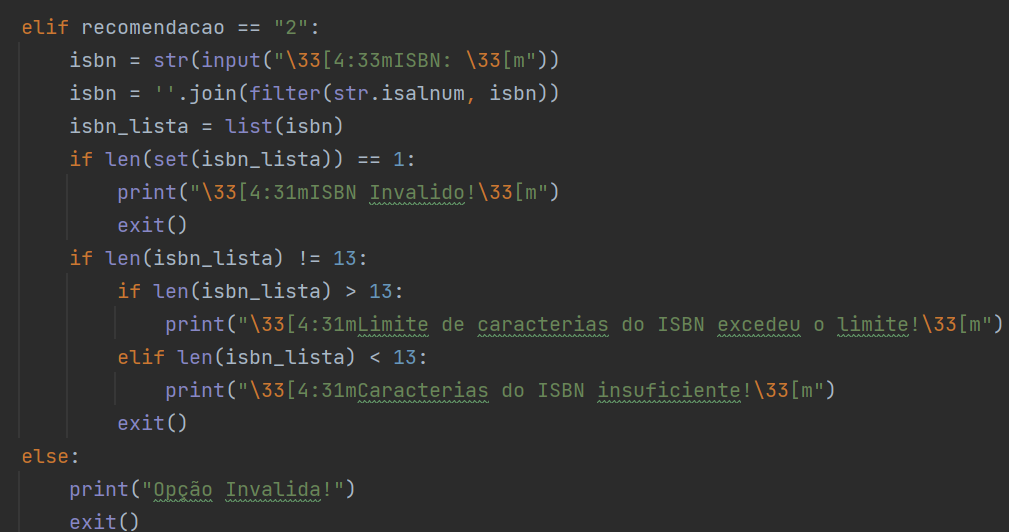 elif recomendacao == "2":
    isbn = str(input("\33[4:33mISBN: \33[m"))
    isbn = ''.join(filter(str.isalnum, isbn))
    isbn_lista = list(isbn)
    if len(set(isbn_lista)) == 1:
        print("\33[4:31mISBN Invalido!\33[m")
        exit()
    if len(isbn_lista) != 13:
        if len(isbn_lista) > 13:
            print("\33[4:31mLimite de caracterias do ISBN excedeu o limite!\33[m")
        elif len(isbn_lista) < 13:
            print("\33[4:31mCaracterias do ISBN insuficiente!\33[m")
        exit()
else:
    print("Opção Invalida!")
    exit()